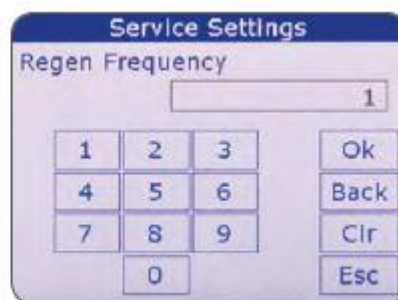 Service Settings
Regen Frequency
1
1 2 3 Ok
4 5 6 Back
7 8 9 Clr
0 Esc